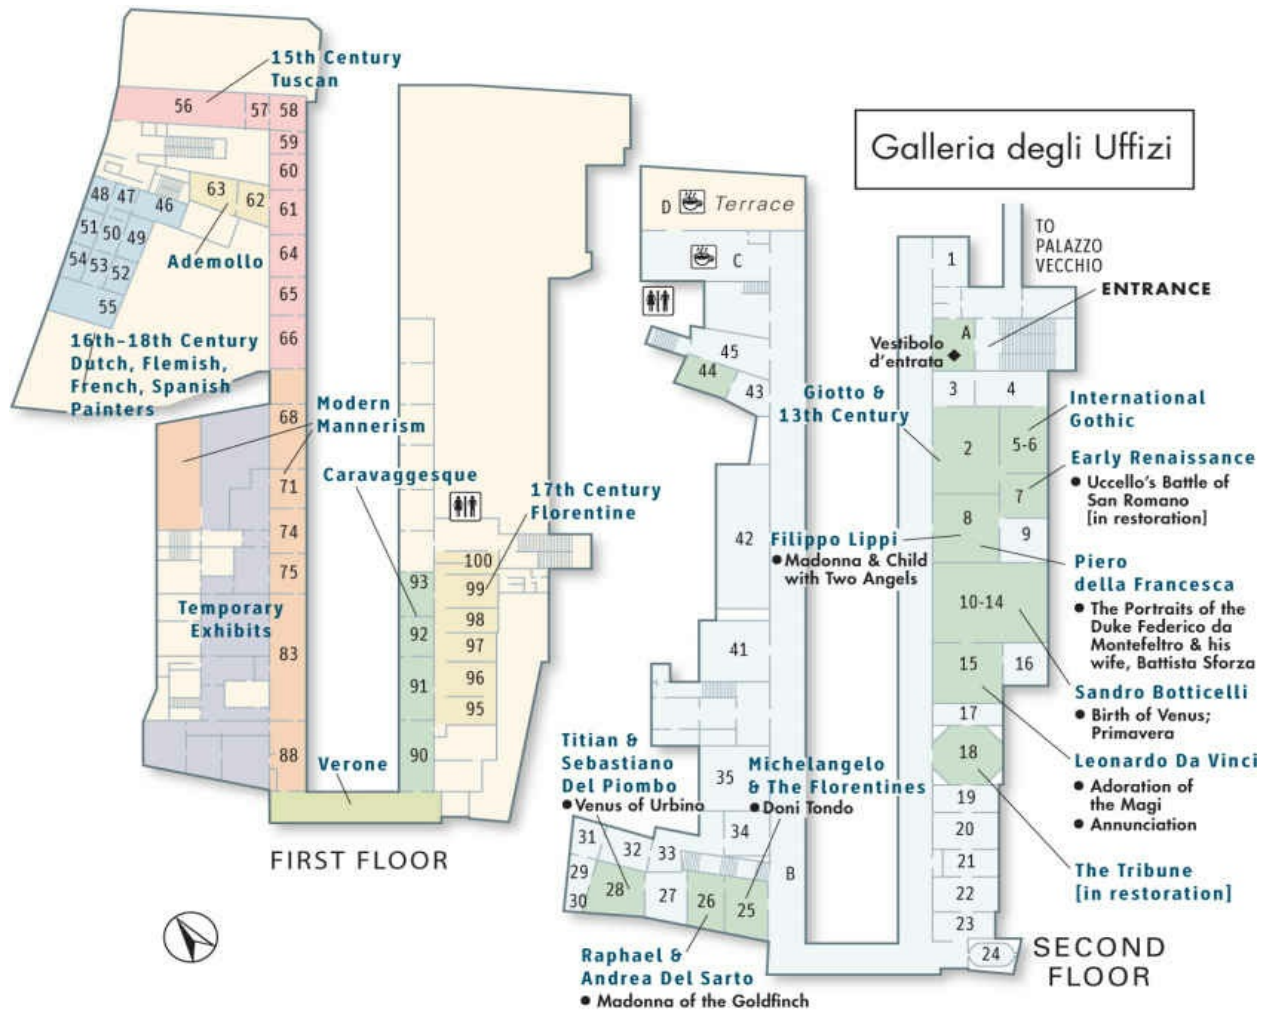 Galleria degli Uffizi
15th Century
Tuscan
56
57
58
59
60
63
62
61
48
47
46
51
50
49
54
53
52
55
Ademollo
64
65
66
16th–18th Century
Dutch, Flemish,
French, Spanish
Painters
68
Modern
Mannerism
71
74
75
Temporary
Exhibits
83
88
Verone
Caravaggesque
17th Century
Florentine
100
93
99
98
92
97
96
91
95
90
FIRST FLOOR
D
Terrace
C
45
44
43
42
41
35
34
Titian &
Sebastiano
Del Piombo
● Venus of Urbino
Michelangelo
& The Florentines
● Doni Tondo
31
32
33
29
30
28
27
26
25
B
Raphael &
Andrea Del Sarto
● Madonna of the Goldfinch
TO
PALAZZO
VECCHIO
ENTRANCE
1
A
Vestibolo
d'entrata
3
4
Giotto &
13th Century
2
5-6
International
Gothic
7
Early Renaissance
● Uccello's Battle of
San Romano
[in restoration]
8
9
Filippo Lippi
● Madonna & Child
with Two Angels
Piero
della Francesca
● The Portraits of the
Duke Federico da
Montefeltro & his
wife, Battista Sforza
10-14
15
16
Sandro Botticelli
● Birth of Venus;
Primavera
17
18
Leonardo Da Vinci
● Adoration of
the Magi
● Annunciation
19
20
21
22
23
24
The Tribune
[in restoration]
SECOND
FLOOR